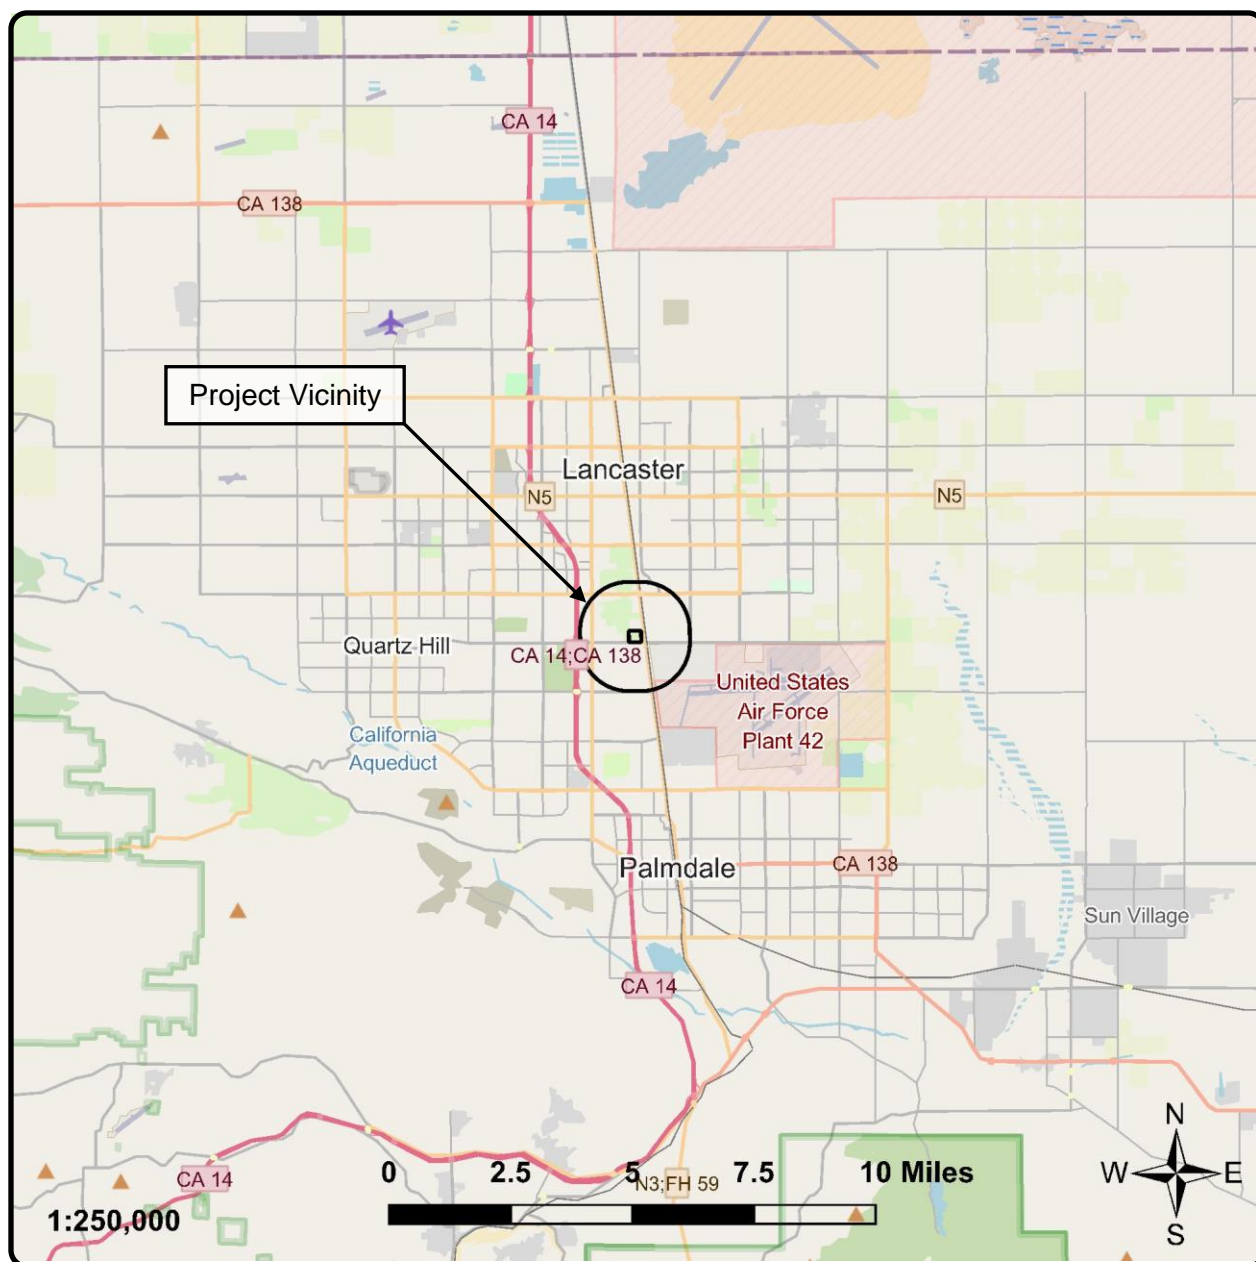 CA 14
CA 138
Project Vicinity
Lancaster
N5
N5
Quartz Hill
CA 14;CA 138
United States
Air Force
Plant 42
California
Aqueduct
Palmdale
CA 138
Sun Village
CA 14
N
W E
S
0 2.5 5 7.5 10 Miles
CA 14
N3;FH 59
1:250,000